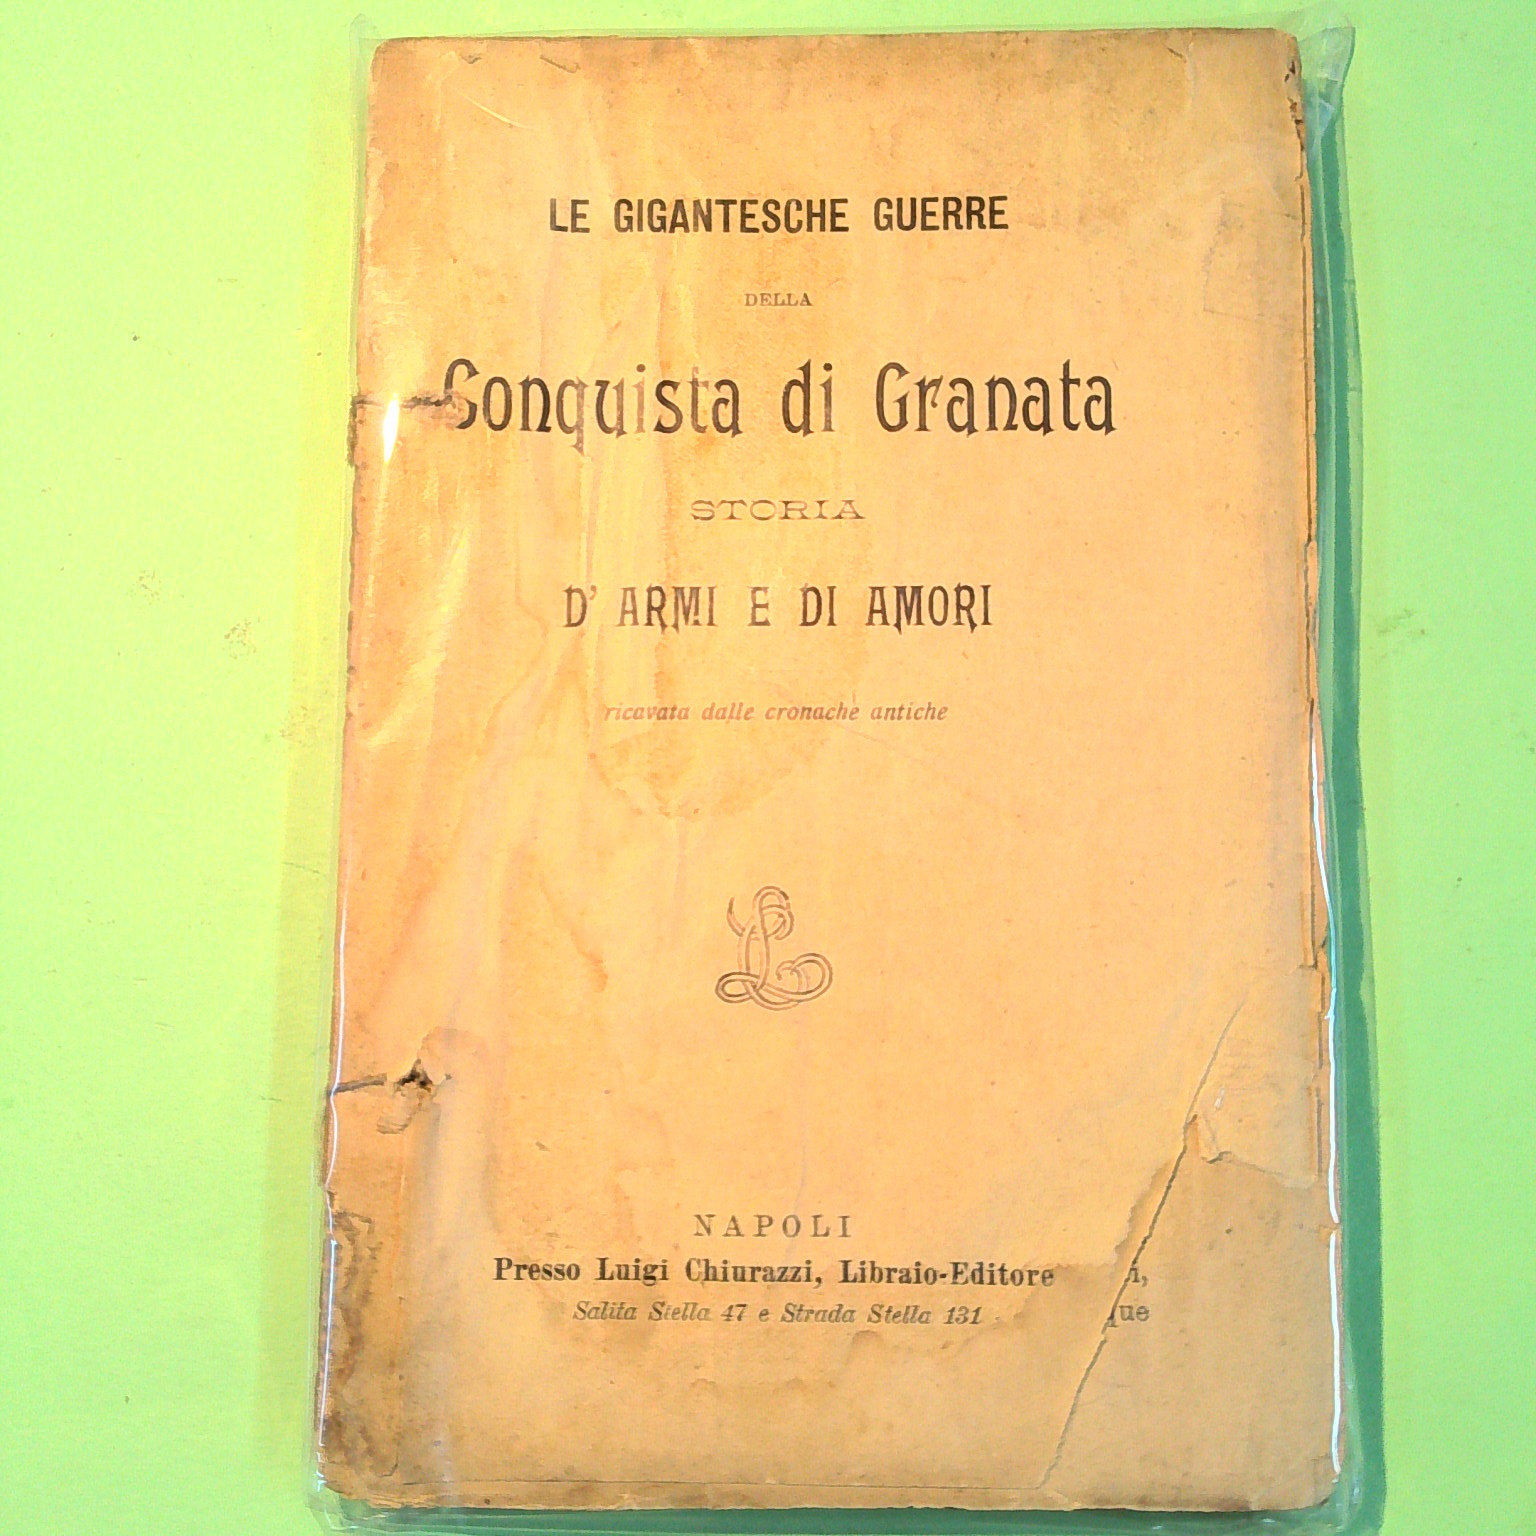 LE GIGANTESCHE GUERRE
DELLA
Conquista di Granata
STORIA
D' ARMI E DI AMORI
ricavata dalle cronache antiche
L
NAPOLI
Presso Luigi Chiurazzi, Libraio-Editore
Salita Stella 47 e Strada Stella 131
i,
que